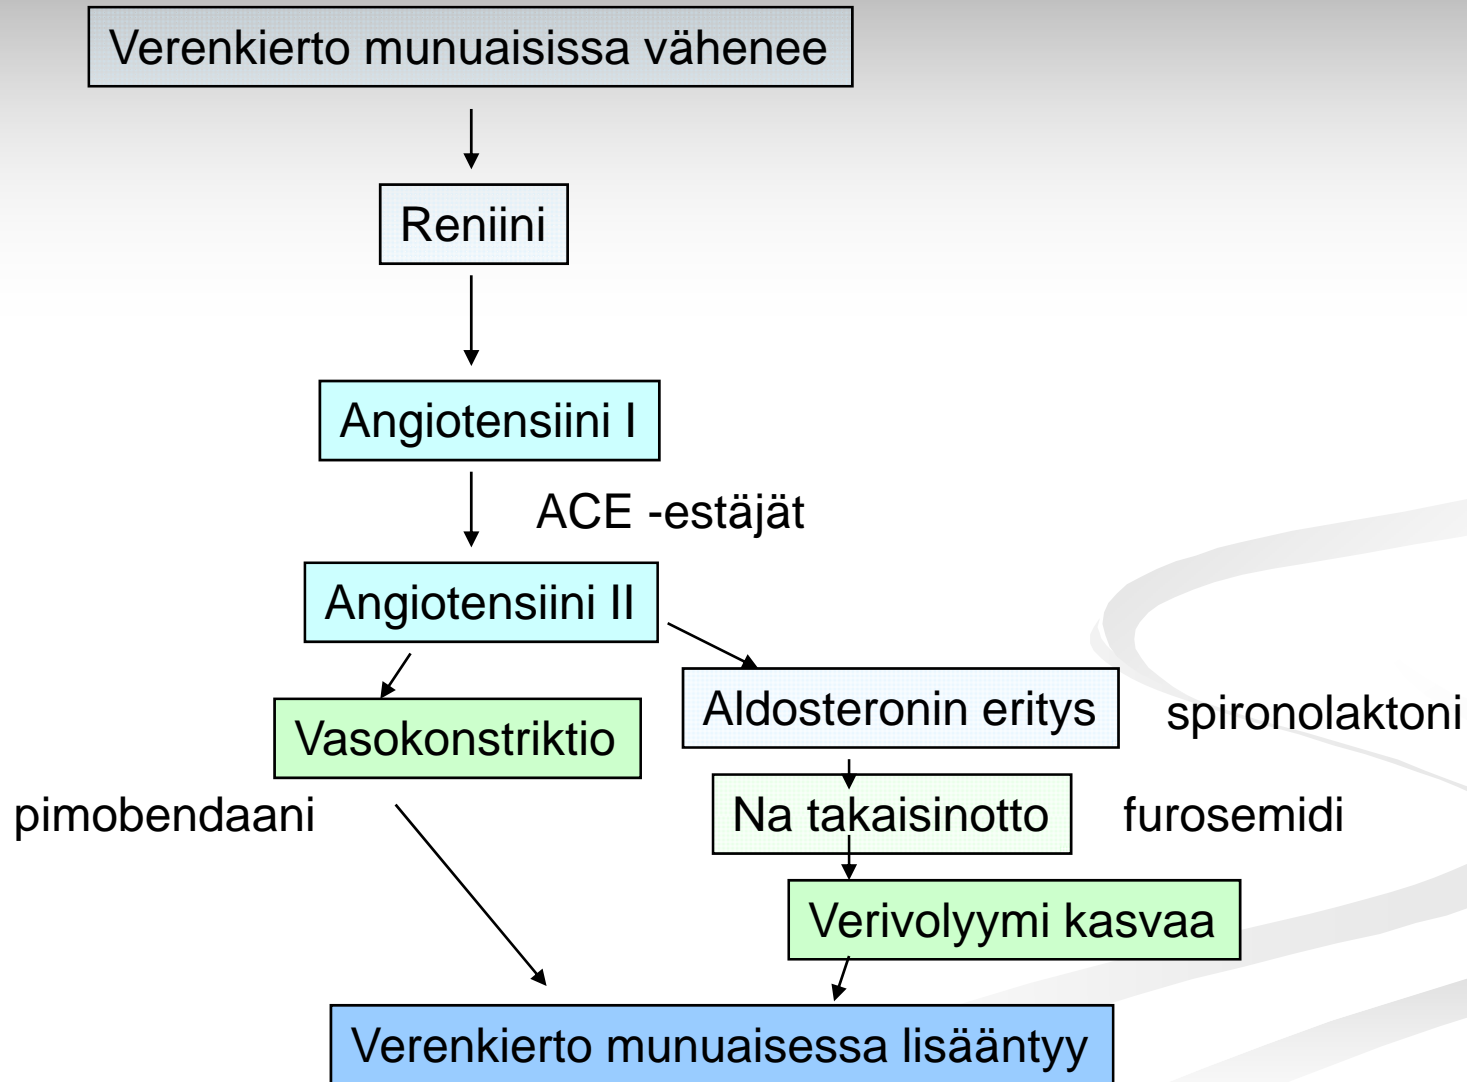 Verenkierto munuaisissa vähenee
Reniini
Angiotensiini I
ACE -estäjät
Angiotensiini II
Vasokonstriktio
Aldosteronin eritys
spironolaktoni
pimobendaani
Na takaisinotto
furosemidi
Verivolyymi kasvaa
Verenkierto munuaisessa lisääntyy